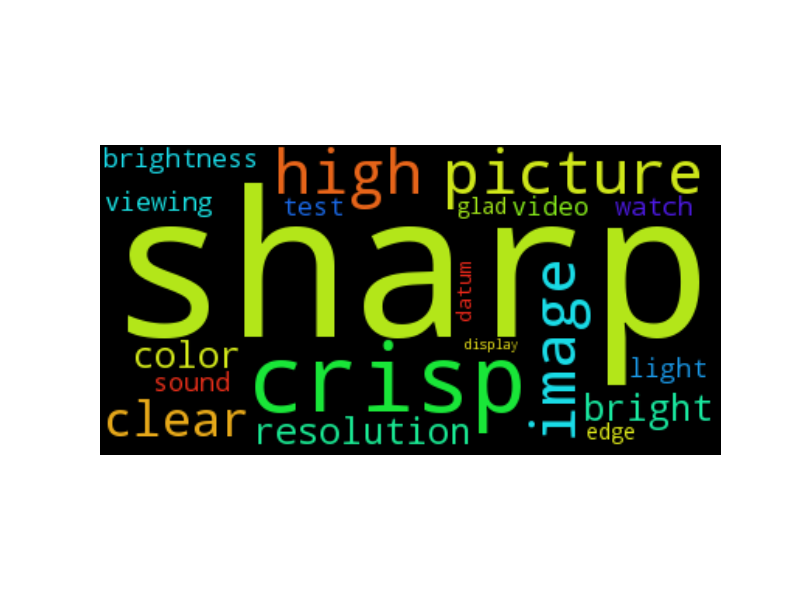 brightness high picture
viewing test glad video watch
sharp
datum
image
display
color crisp light
sound
clear resolution bright
edge